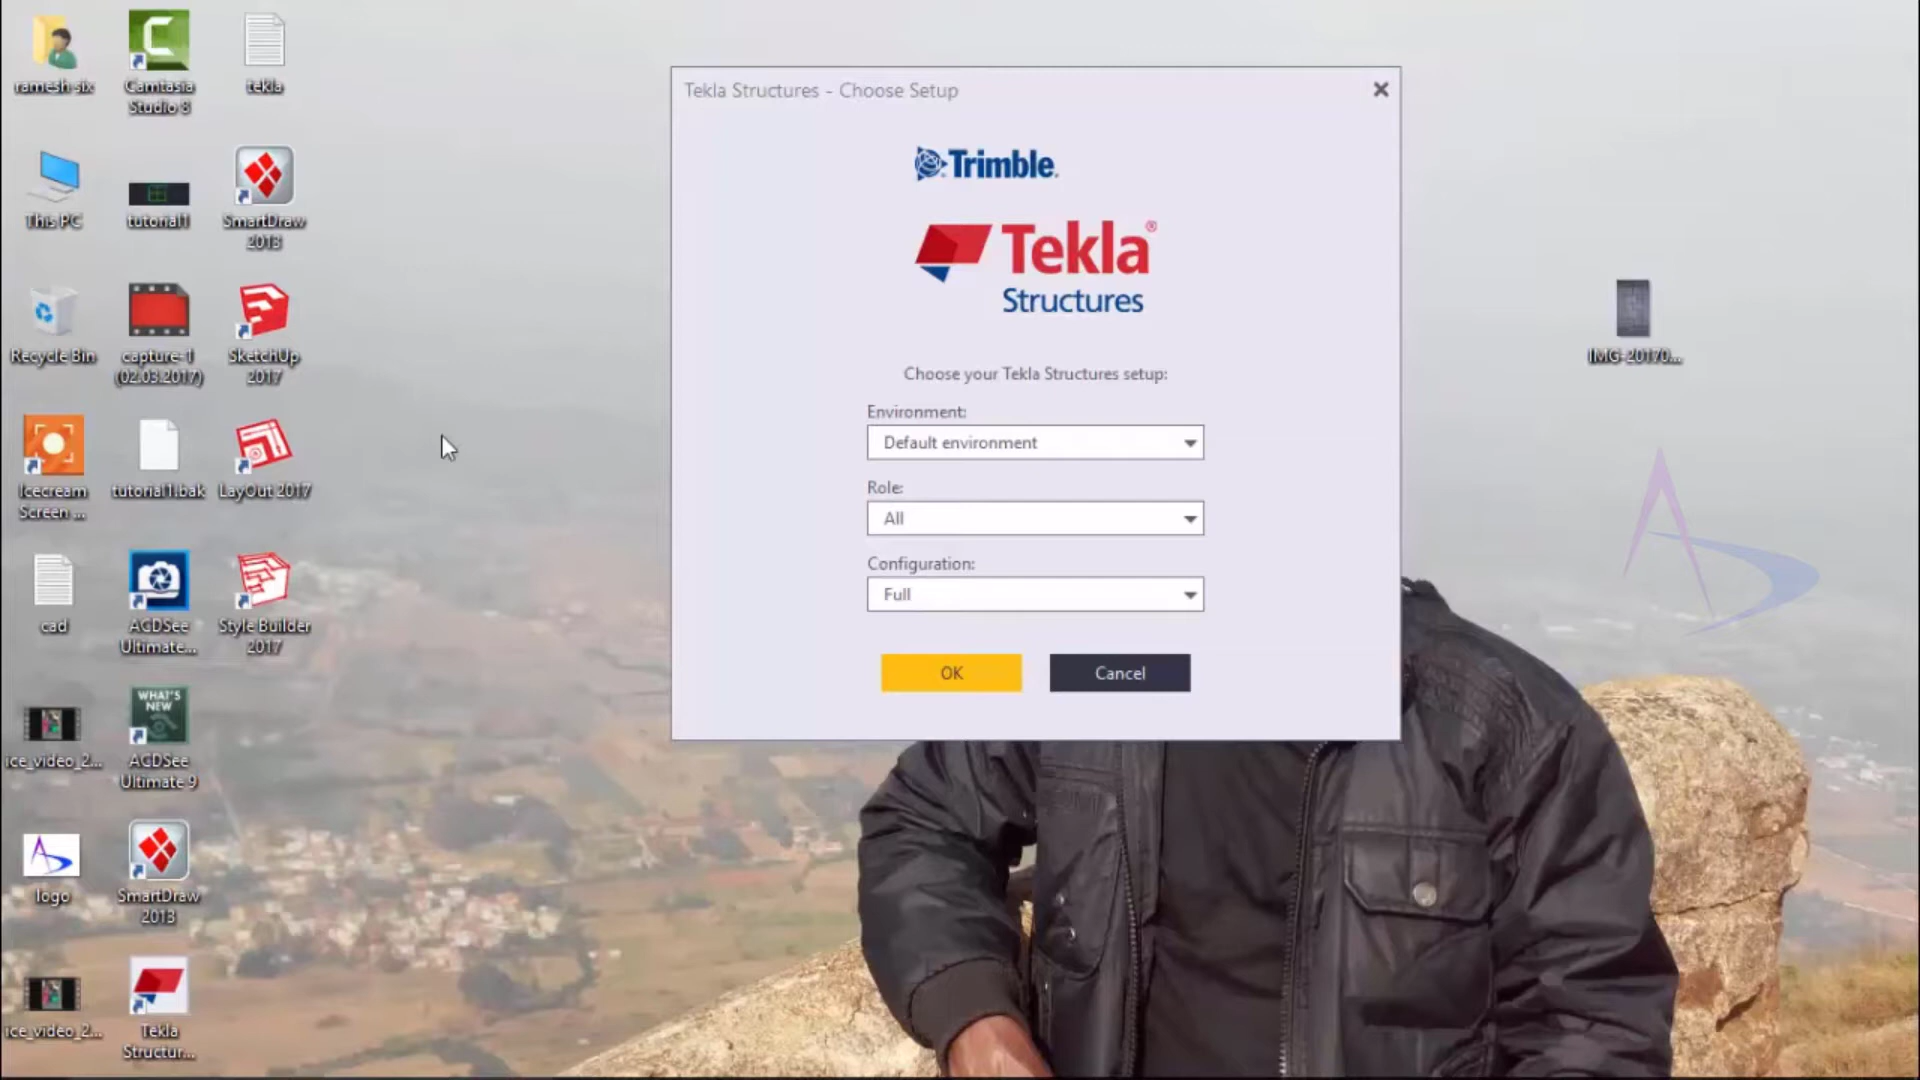 ramesh six
Camtasia
Studio 8
tekla
This PC
tutorial1
SmartDraw
2013
Recycle Bin
capture-1
(02.03.2017)
SketchUp
2017
Icecream
Screen ...
tutorial1.bak
LayOut 2017
cad
ACDSee
Ultimate...
Style Builder
2017
ice_video_2...
WHAT'S
NEW
ACDSee
Ultimate 9
logo
SmartDraw
2013
ice_video_2...
Tekla
Structur...
Tekla Structures - Choose Setup
Trimble.
Tekla®
Structures
Choose your Tekla Structures setup:
Environment:
Default environment
Role:
All
Configuration:
Full
OK
Cancel
IMG-20170...